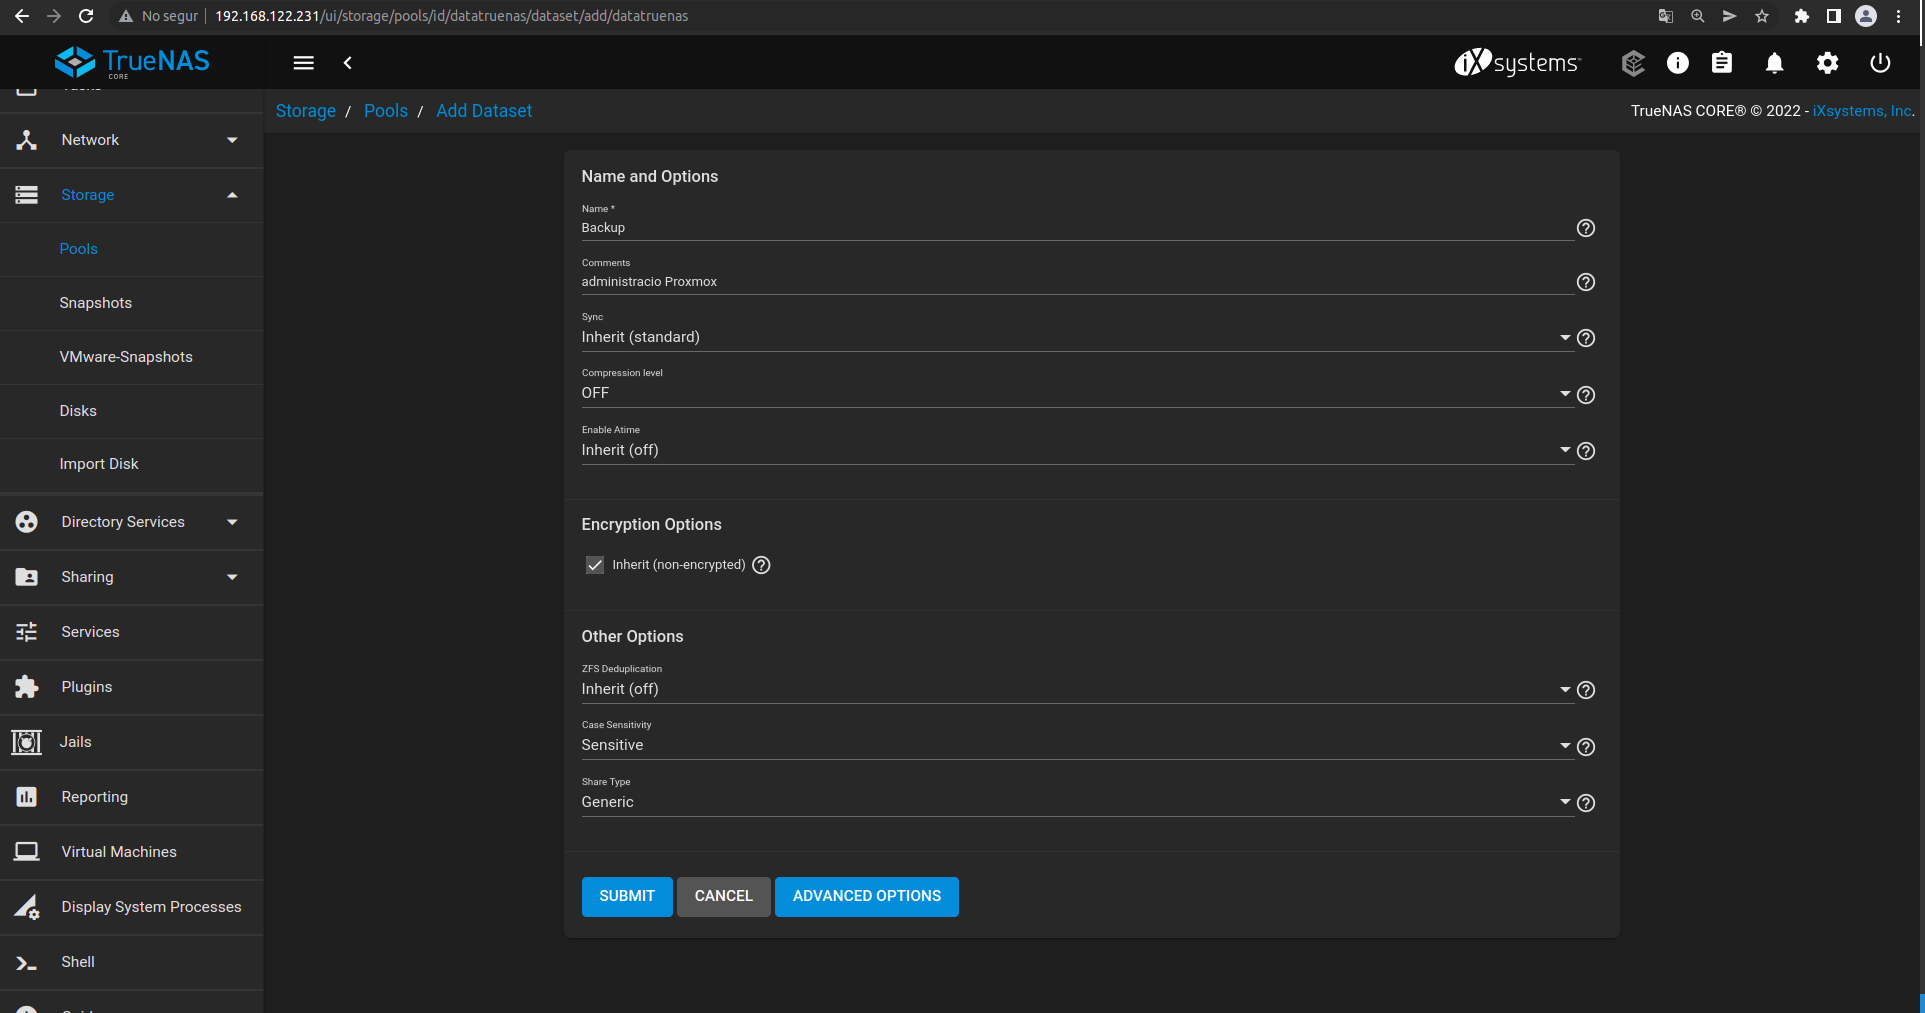 No segur
192.168.122.231/ui/storage/pools/id/datatruenas/dataset/add/datatruenas
TrueNAS
CORE
iXsystems
Storage / Pools / Add Dataset
TrueNAS CORE® © 2022 - iXsystems, Inc.
Network
Storage
Pools
Snapshots
VMware-Snapshots
Disks
Import Disk
Directory Services
Sharing
Services
Plugins
Jails
Reporting
Virtual Machines
Display System Processes
Shell
Name and Options
Name *
Backup
Comments
administracio Proxmox
Sync
Inherit (standard)
Compression level
OFF
Enable Atime
Inherit (off)
Encryption Options
Inherit (non-encrypted)
Other Options
ZFS Deduplication
Inherit (off)
Case Sensitivity
Sensitive
Share Type
Generic
SUBMIT
CANCEL
ADVANCED OPTIONS